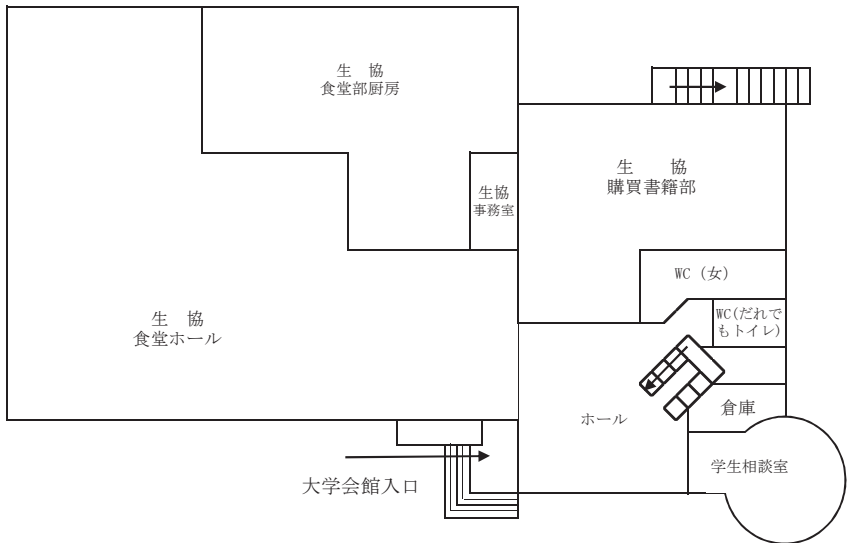 生　協
食堂部厨房
生　　協
購買書籍部
生協
事務室
WC（女）
WC(だれで
もトイレ)
生　協
食堂ホール
倉庫
ホール
学生相談室
大学会館入口